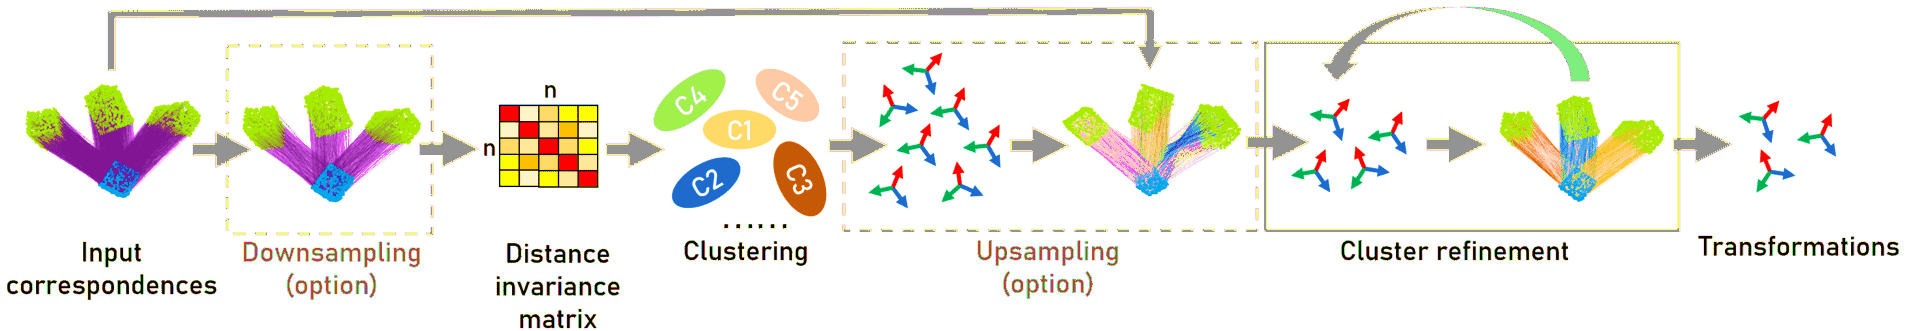 Input
correspondences
Downsampling
(option)
n
n
Distance
invariance
matrix
C4
C5
C1
C2
C3
......
Clustering
Upsampling
(option)
Cluster refinement
Transformations